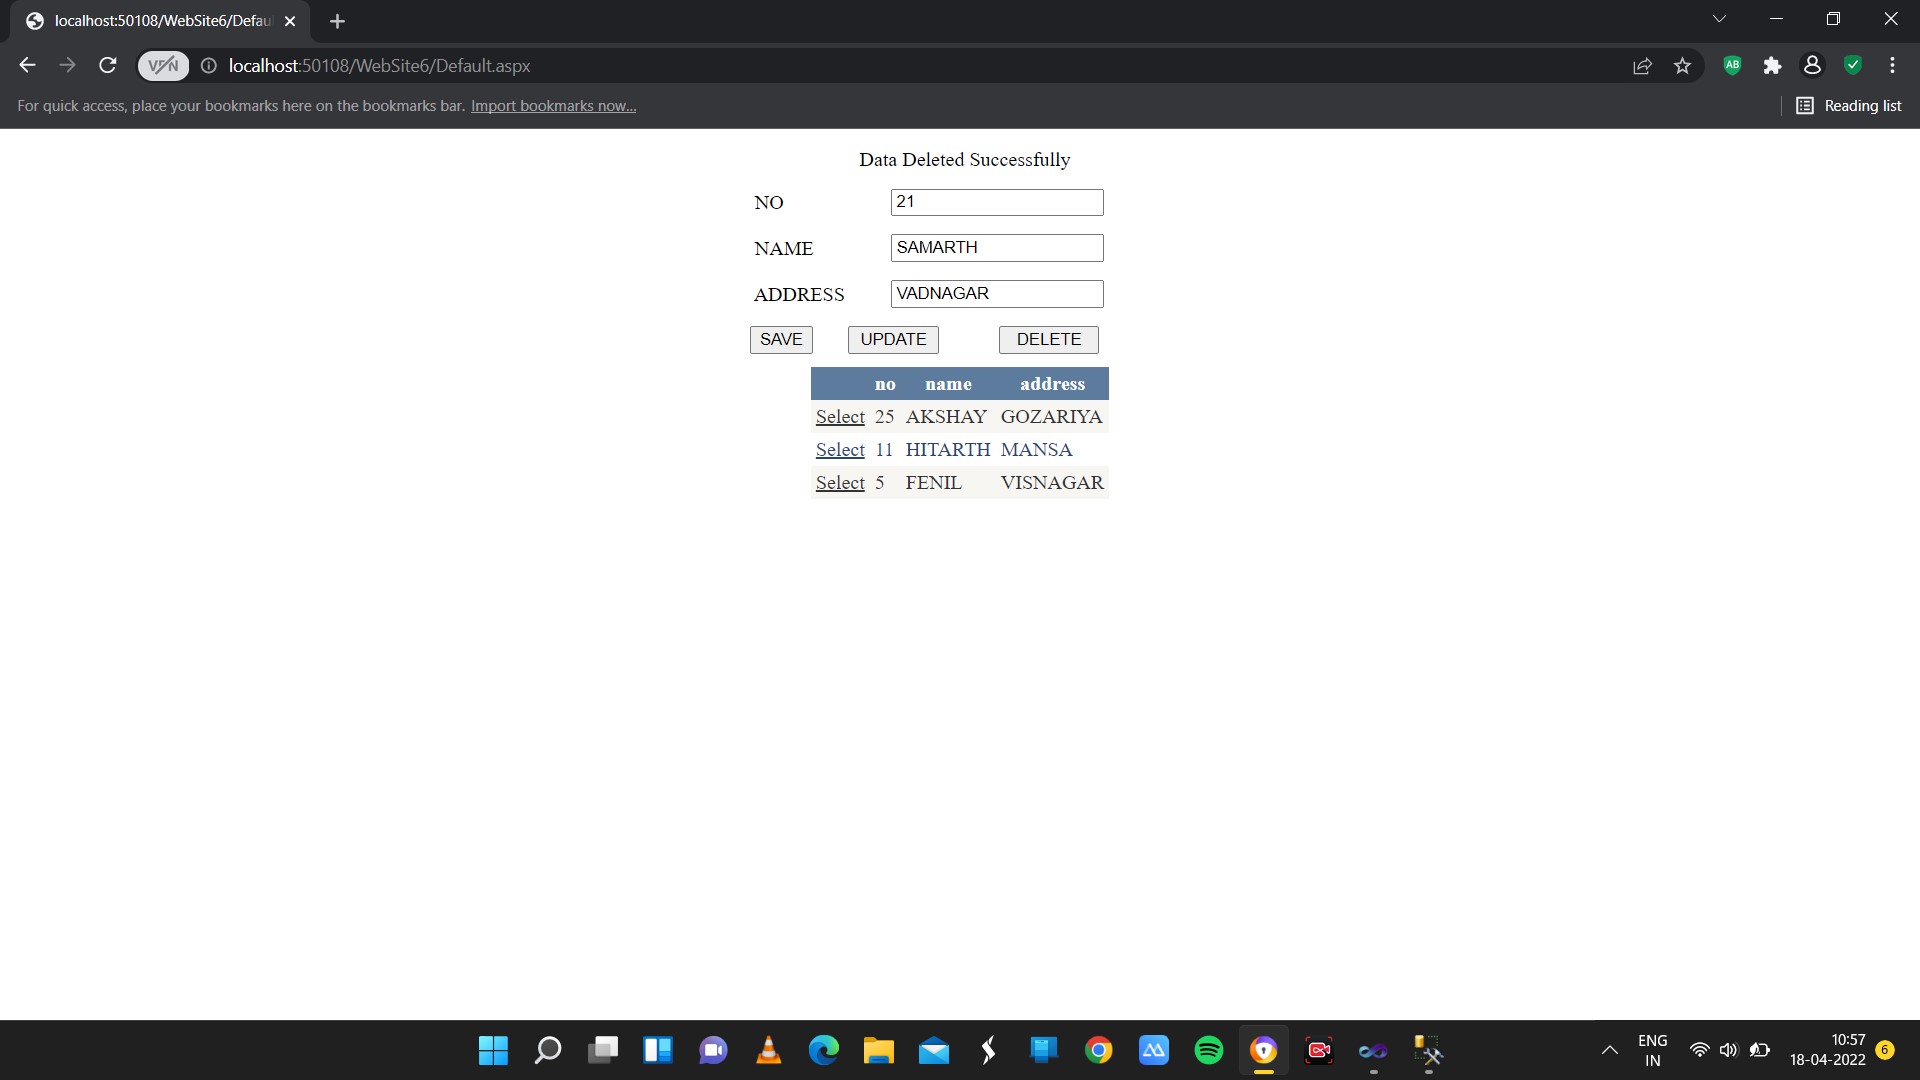 localhost:50108/WebSite6/Defau
VPN
localhost:50108/WebSite6/Default.aspx
AB
For quick access, place your bookmarks here on the bookmarks bar. Import bookmarks now...
Reading list
Data Deleted Successfully
NO 21
NAME SAMARTH
ADDRESS VADNAGAR
SAVE UPDATE DELETE
no name address
Select 25 AKSHAY GOZARIYA
Select 11 HITARTH MANSA
Select 5 FENIL VISNAGAR
ENG
IN
10:57
18-04-2022
6